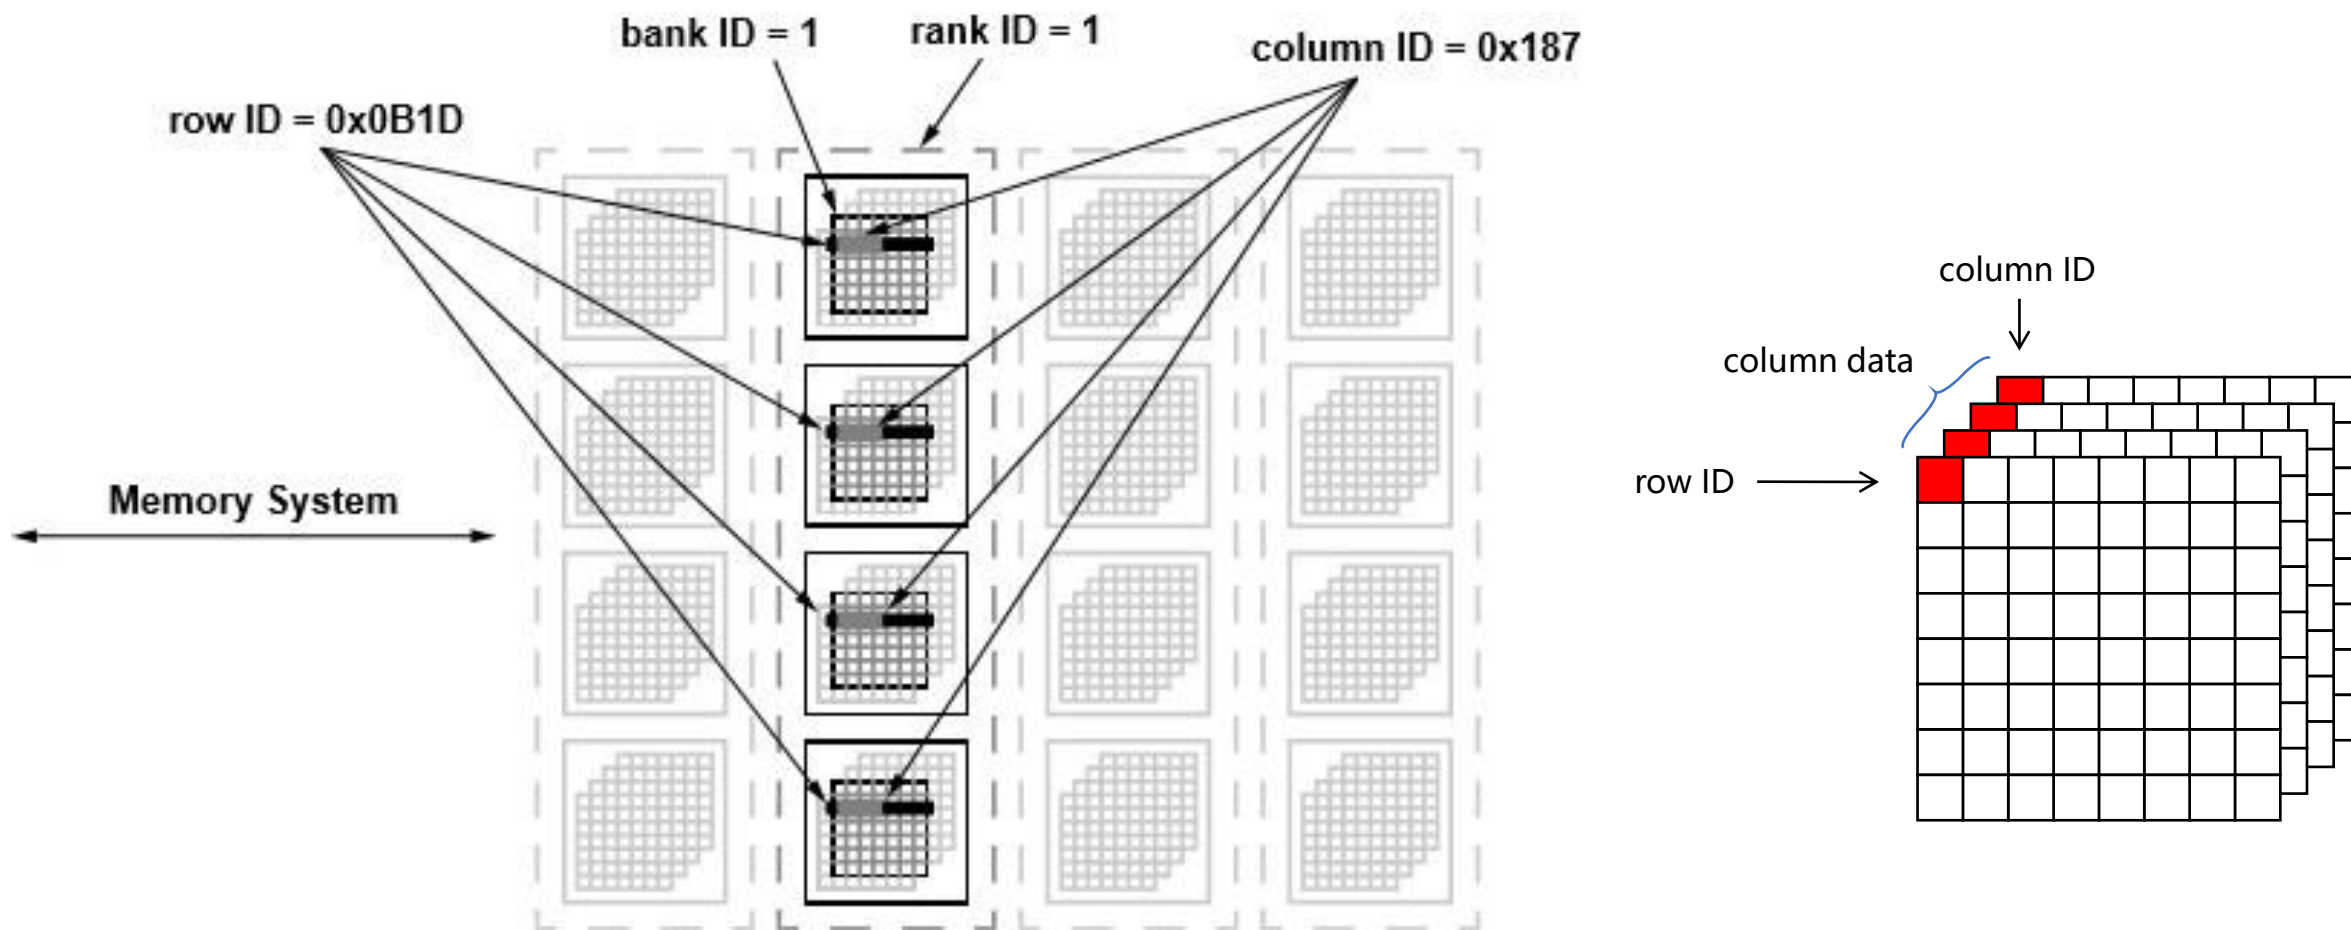 bank ID = 1
rank ID = 1
column ID = 0x187
row ID = 0x0B1D
Memory System
column ID
column data
row ID